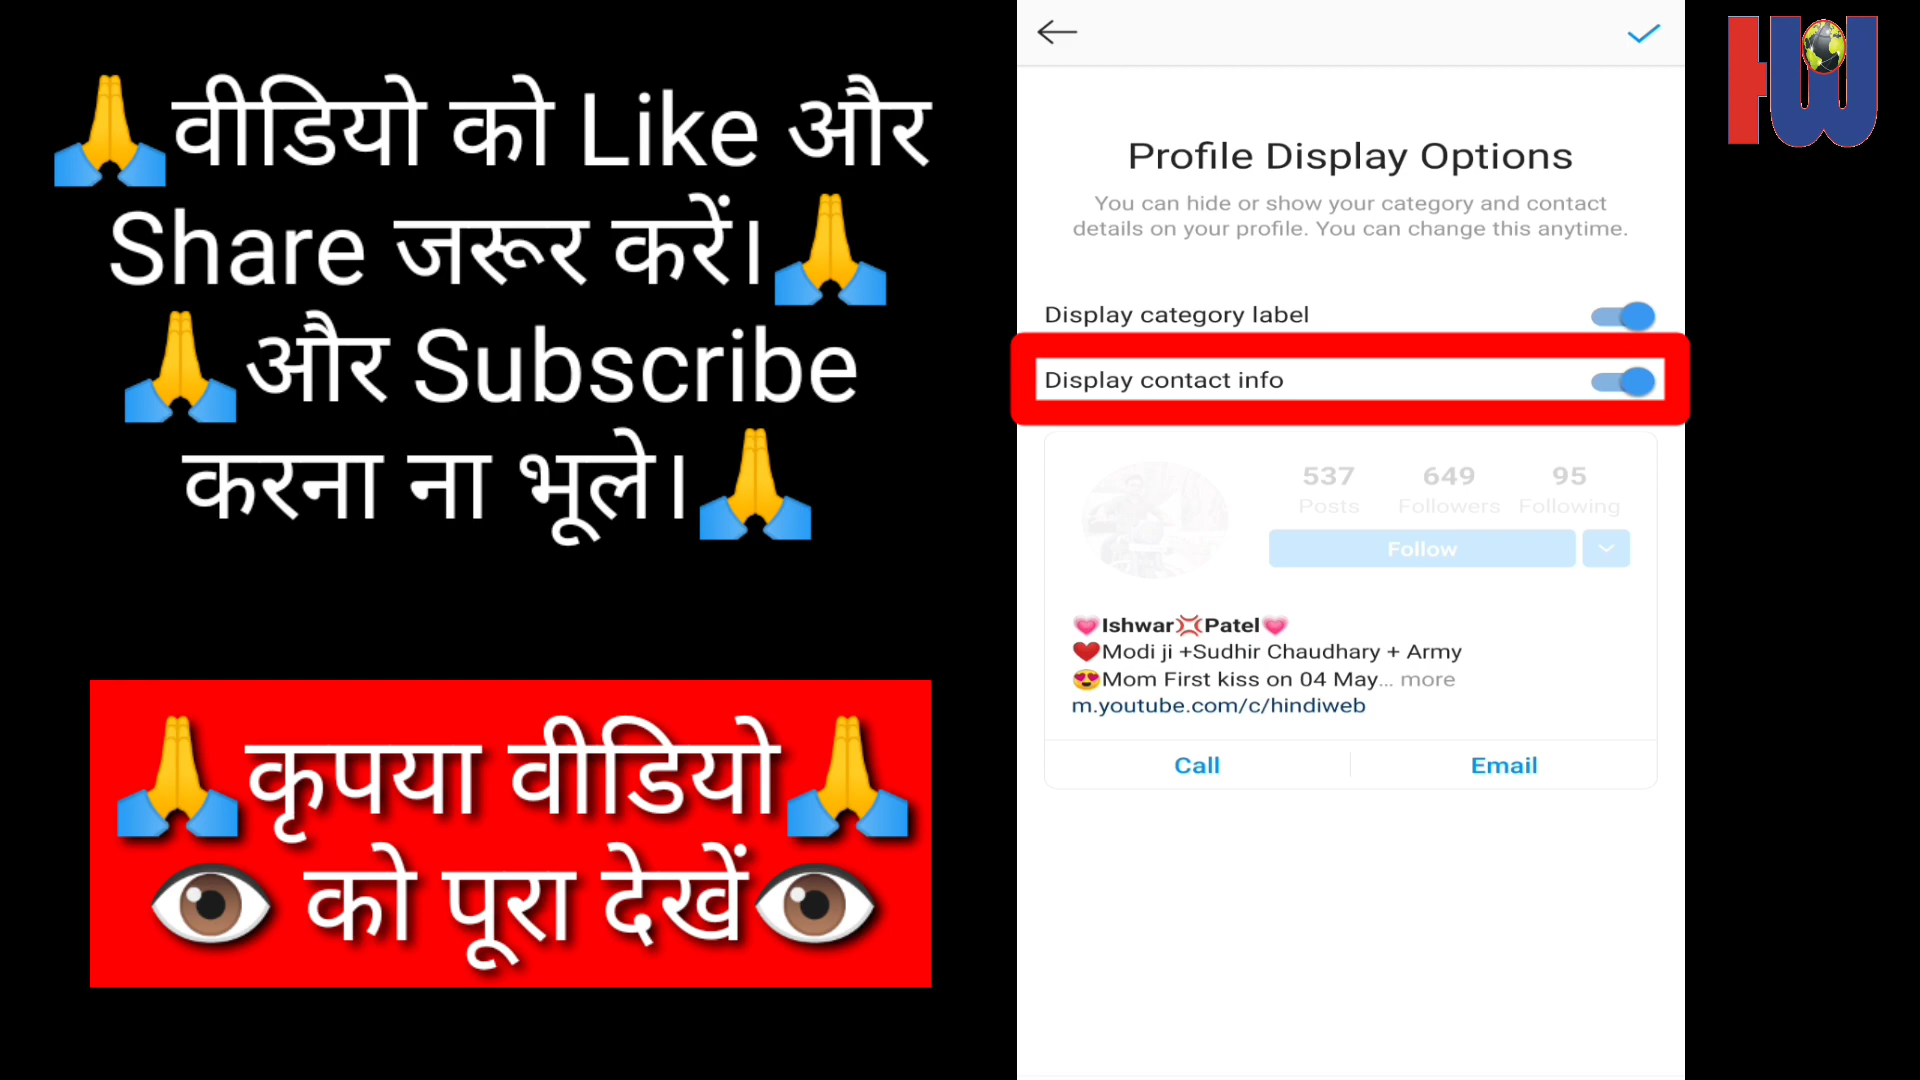 🙏वीडियो को Like और
Share जरूर करें।🙏
🙏और Subscribe
करना ना भूले।🙏
🙏कृपया वीडियो🙏
👁 को पूरा देखें👁
Profile Display Options
You can hide or show your category and contact
details on your profile. You can change this anytime.
Display category label
Display contact info
537 649 95
Posts Followers Following
Follow
💗Ishwar💢Patel💗
❤️Modi ji +Sudhir Chaudhary + Army
😍Mom First kiss on 04 May... more
m.youtube.com/c/hindiweb
Call Email
HW